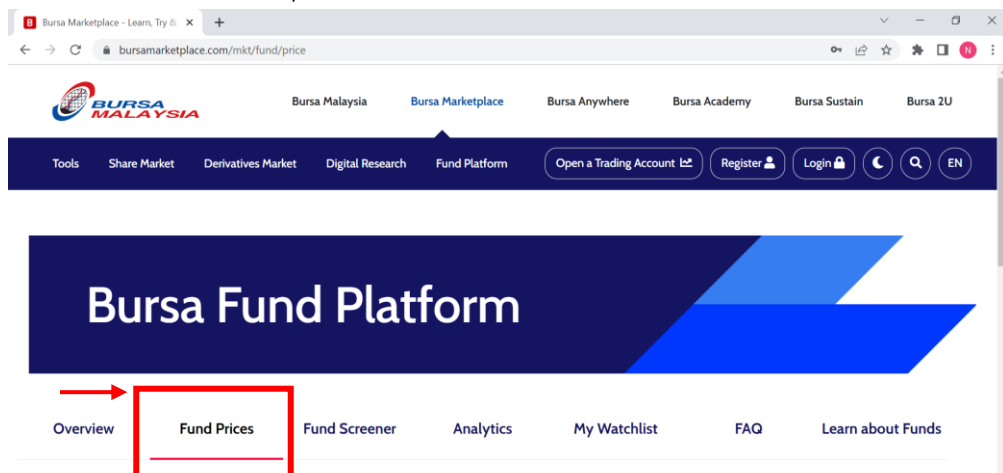 B Bursa Marketplace - Learn, Try &
bursamarketplace.com/mkt/fund/price
N
BURSA
MALAYSIA
Bursa Malaysia Bursa Marketplace Bursa Anywhere Bursa Academy Bursa Sustain Bursa 2U
Tools Share Market Derivatives Market Digital Research Fund Platform Open a Trading Account Register Login EN
Bursa Fund Platform
Overview Fund Prices Fund Screener Analytics My Watchlist FAQ Learn about Funds